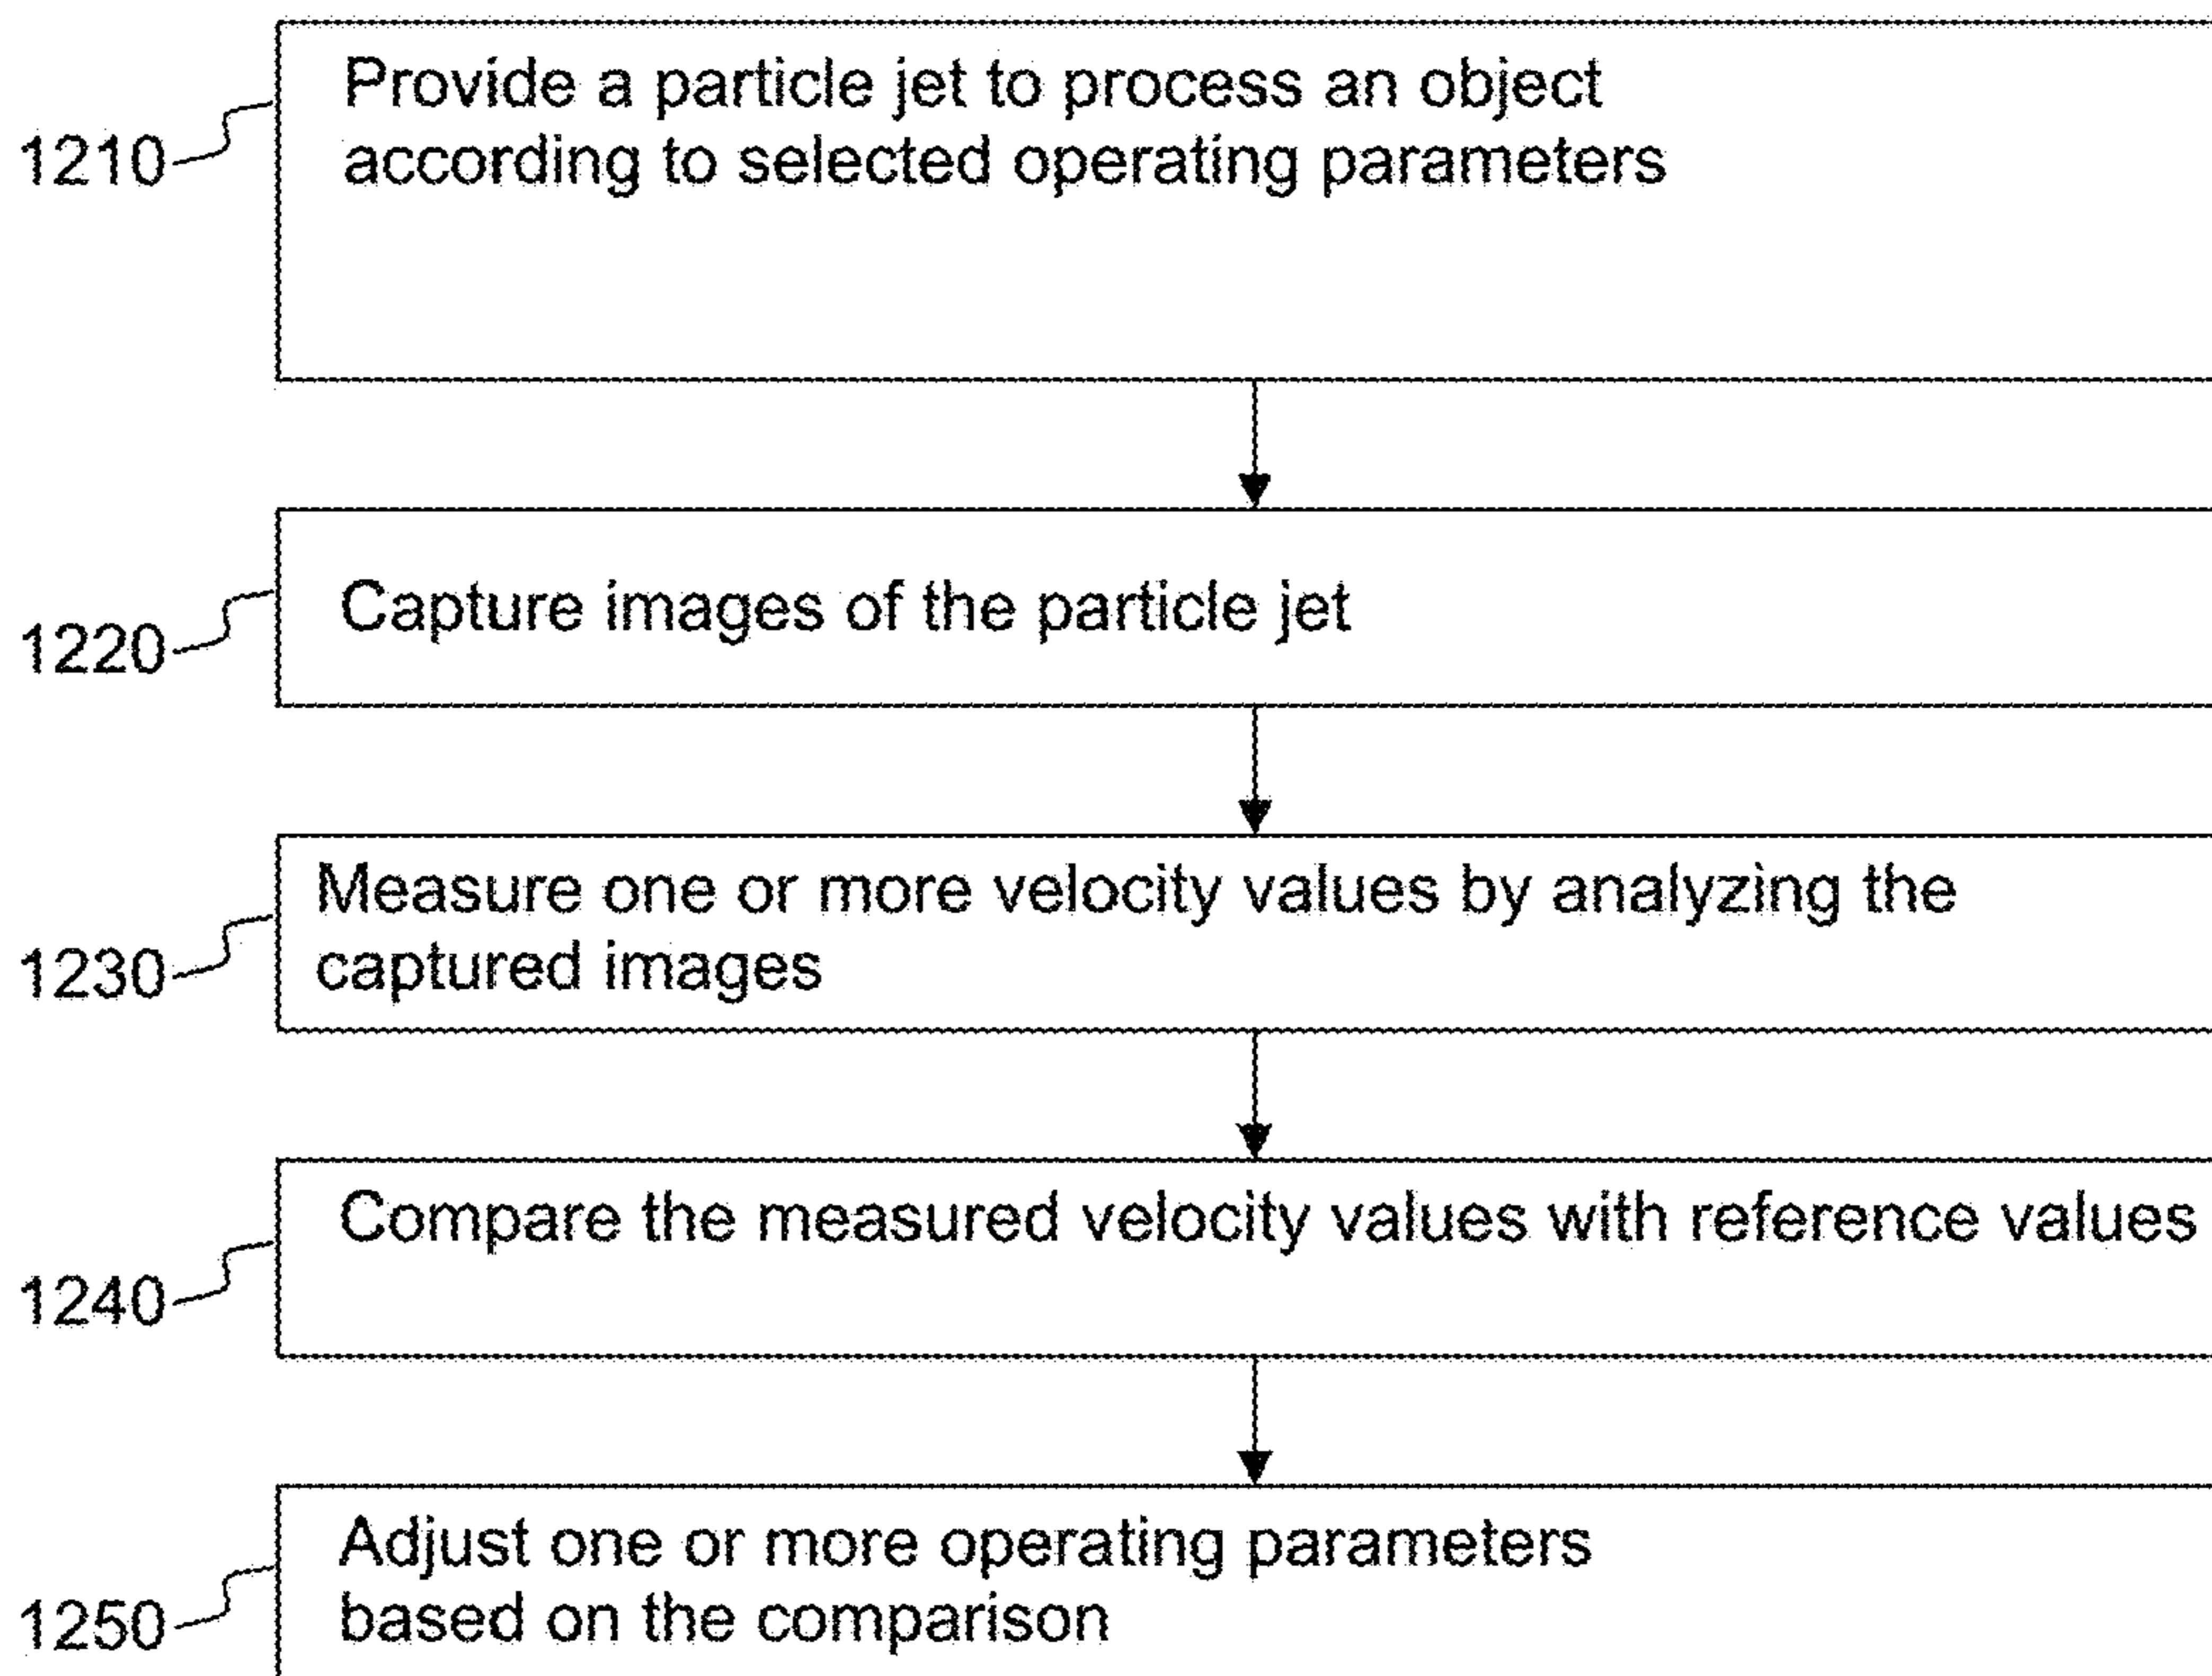 Provide a particle jet to process an object
according to selected operating parameters
1210
Capture images of the particle jet
1220
Measure one or more velocity values by analyzing the
captured images
1230
Compare the measured velocity values with reference values
1240
Adjust one or more operating parameters
based on the comparison
1250